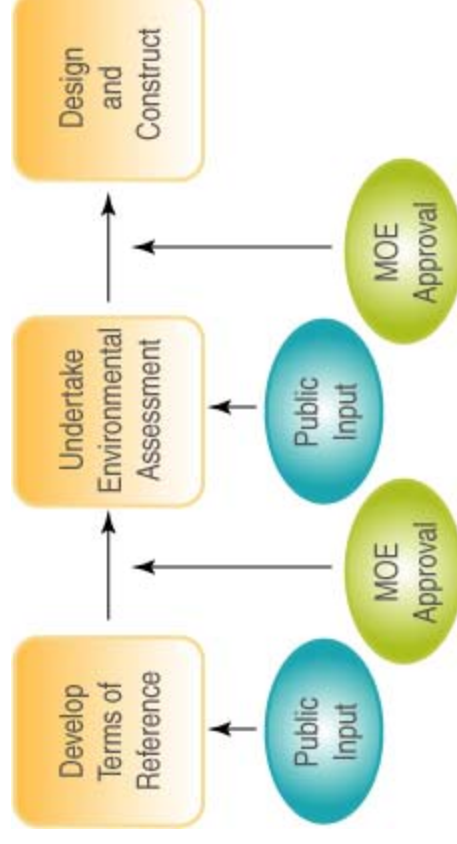 Develop
Terms of
Reference
Undertake
Environmental
Assessment
Design
and
Construct
Public
Input
MOE
Approval
Public
Input
MOE
Approval